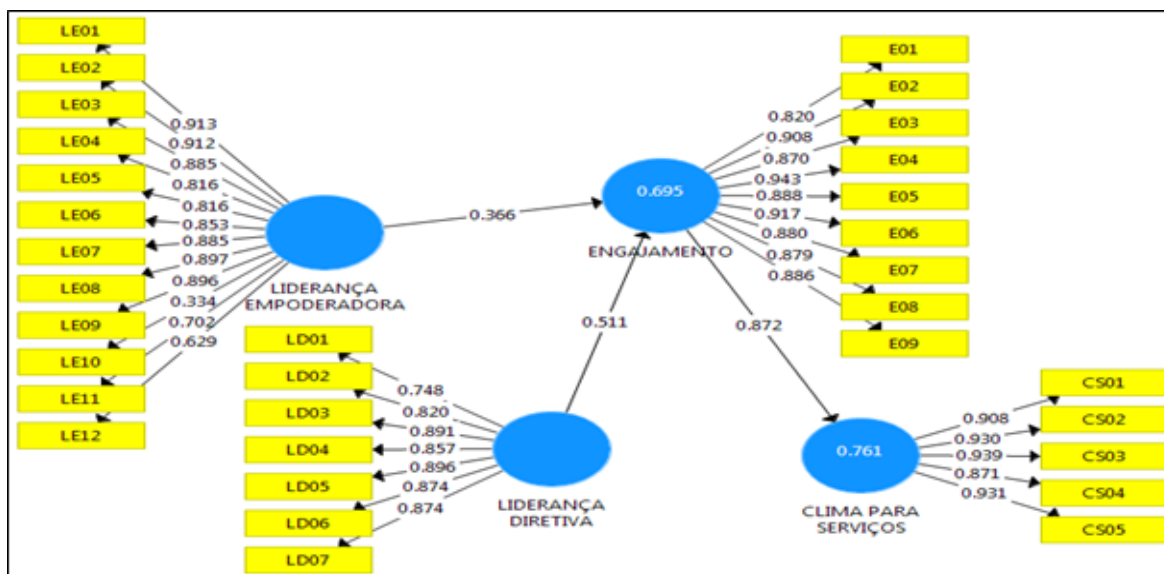 LE01
LE02
LE03
LE04
LE05
LE06
LE07
LE08
LE09
LE10
LE11
LE12
0.913
0.912
0.885
0.816
0.816
0.853
0.885
0.897
0.896
0.334
0.702
0.629
LIDERANÇA
EMPODERADORA
0.366
LD01
LD02
LD03
LD04
LD05
LD06
LD07
0.748
0.820
0.891
0.857
0.896
0.874
0.874
LIDERANÇA
DIRETIVA
0.511
0.695
ENGAJAMENTO
0.820
0.908
0.870
0.943
0.888
0.917
0.880
0.879
0.886
E01
E02
E03
E04
E05
E06
E07
E08
E09
0.872
0.761
CLIMA PARA
SERVIÇOS
0.908
0.930
0.939
0.871
0.931
CS01
CS02
CS03
CS04
CS05